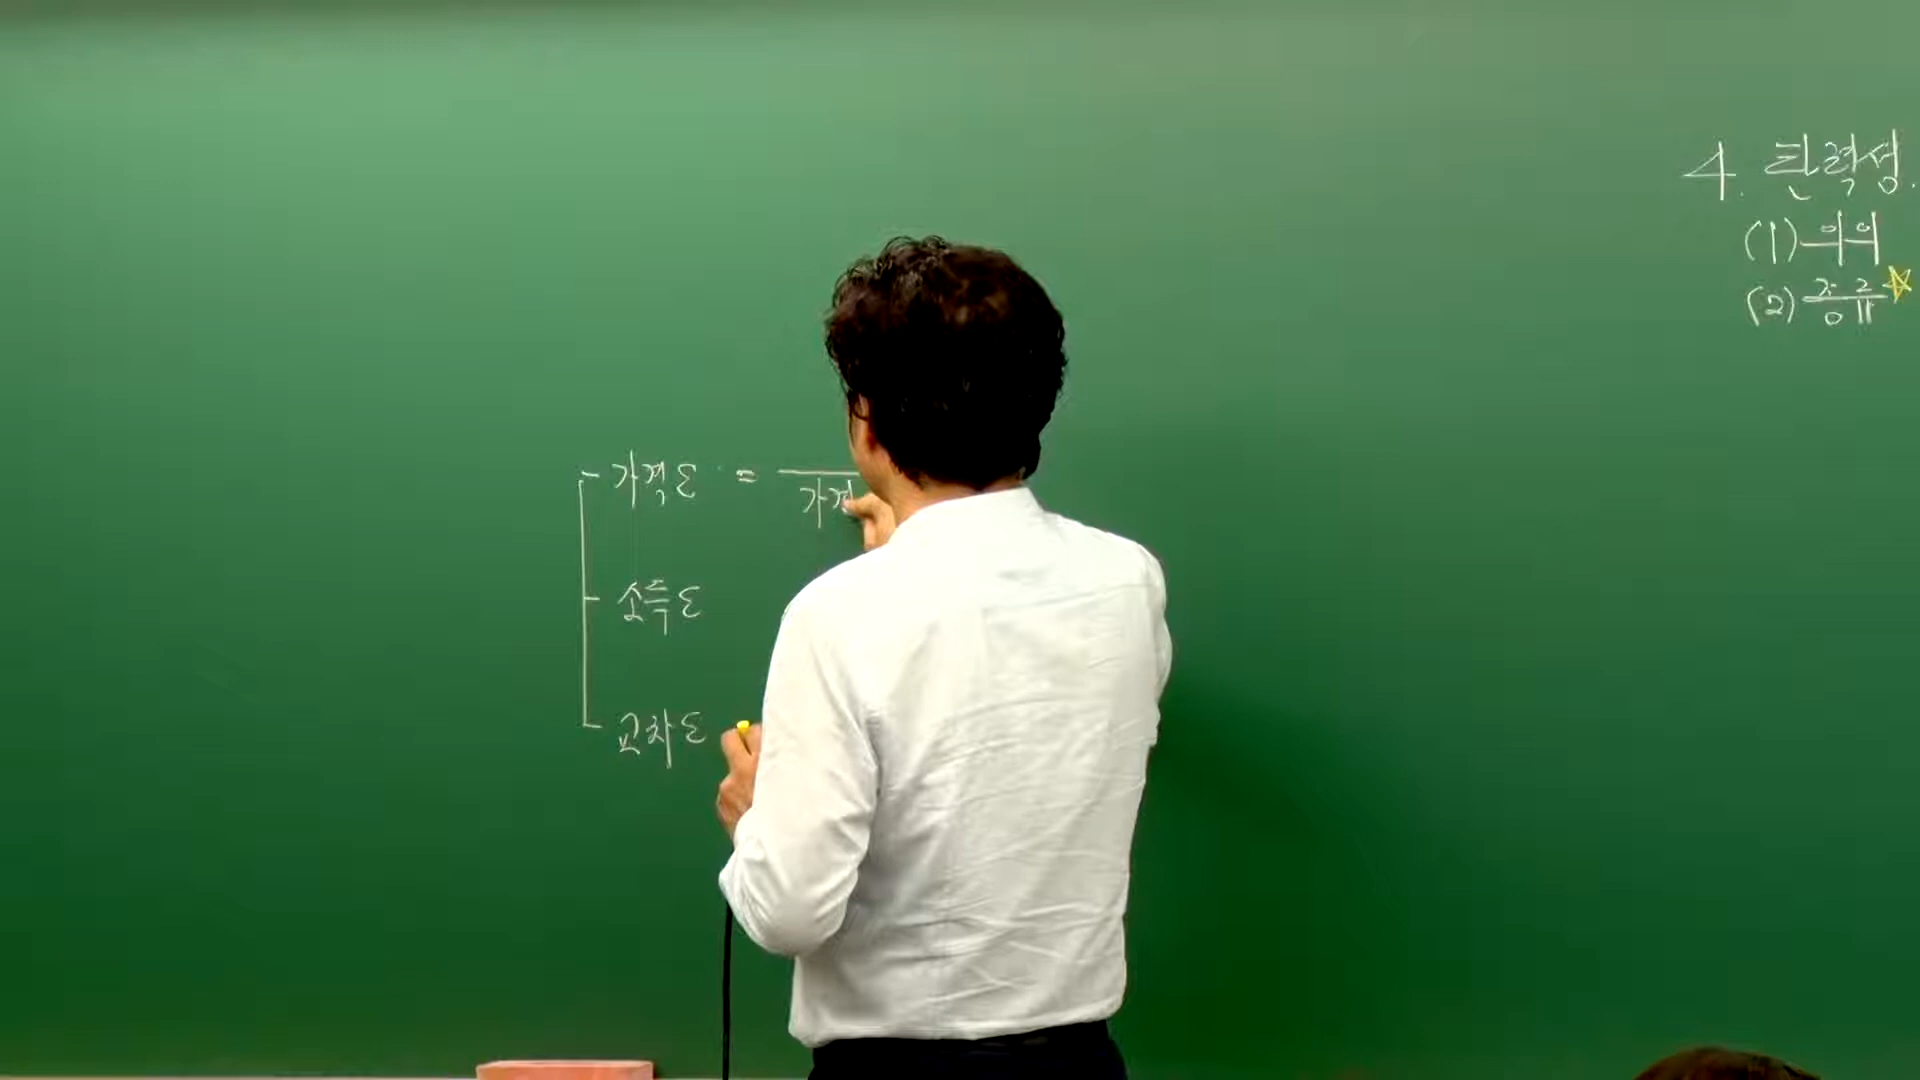 4. 탄력성.
(1) 의의
(2) 종류 ☆
가격ε =
가격
소득ε
교차ε